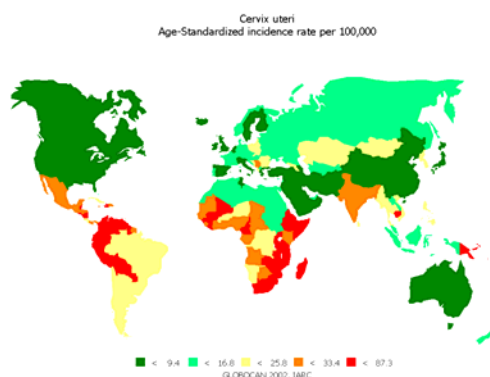 Cervix uteri
Age-Standardized incidence rate per 100,000
< 9.4 < 16.8 < 25.8 < 33.4 < 87.3
GLOBOCAN 2002, IARC